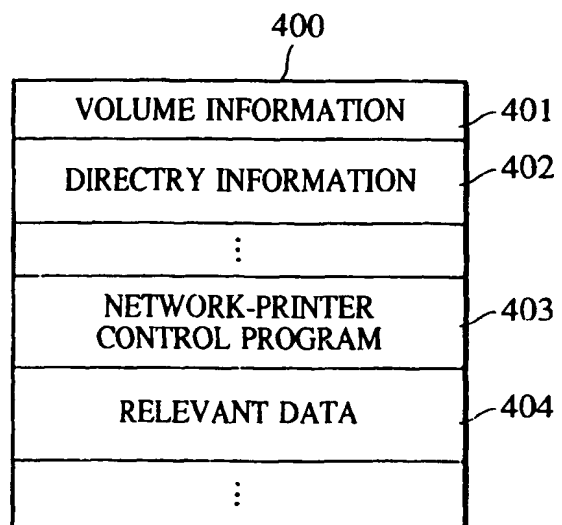 400
VOLUME INFORMATION 401
DIRECTRY INFORMATION 402
⋮
NETWORK-PRINTER
CONTROL PROGRAM 403
RELEVANT DATA 404
⋮